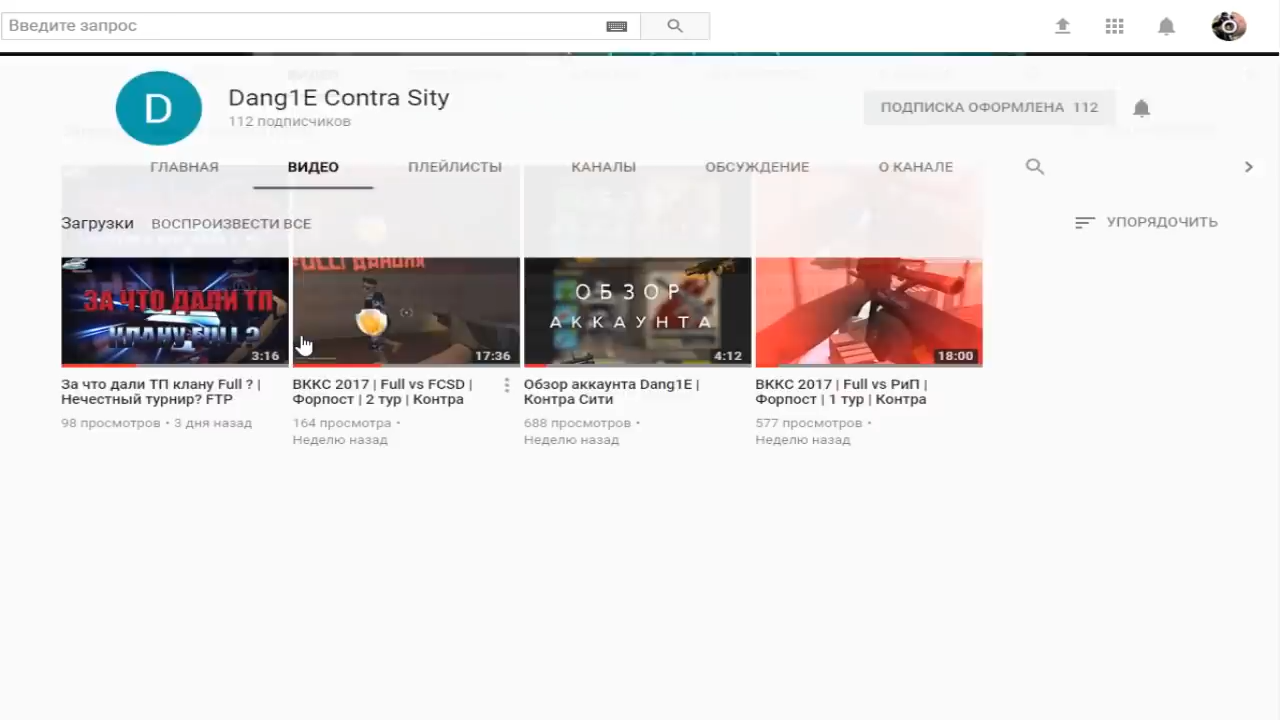 Введите запрос
D
Dang1E Contra Sity
112 подписчиков
ПОДПИСКА ОФОРМЛЕНА 112
ГЛАВНАЯ ВИДЕО ПЛЕЙЛИСТЫ КАНАЛЫ ОБСУЖДЕНИЕ О КАНАЛЕ
Загрузки ВОСПРОИЗВЕСТИ ВСЕ
УПОРЯДОЧИТЬ
ЗА ЧТО ДАЛИ ТП
КЛАНУ FULL ?
3:16
17:36
ОБЗОР
АККАУНТА
4:12
18:00
За что дали ТП клану Full ? |
Нечестный турнир? FTP
98 просмотров • 3 дня назад
ВККС 2017 | Full vs FCSD |
Форпост | 2 тур | Контра
164 просмотра •
Неделю назад
Обзор аккаунта Dang1E |
Контра Сити
688 просмотров •
Неделю назад
ВККС 2017 | Full vs РиП |
Форпост | 1 тур | Контра
577 просмотров •
Неделю назад